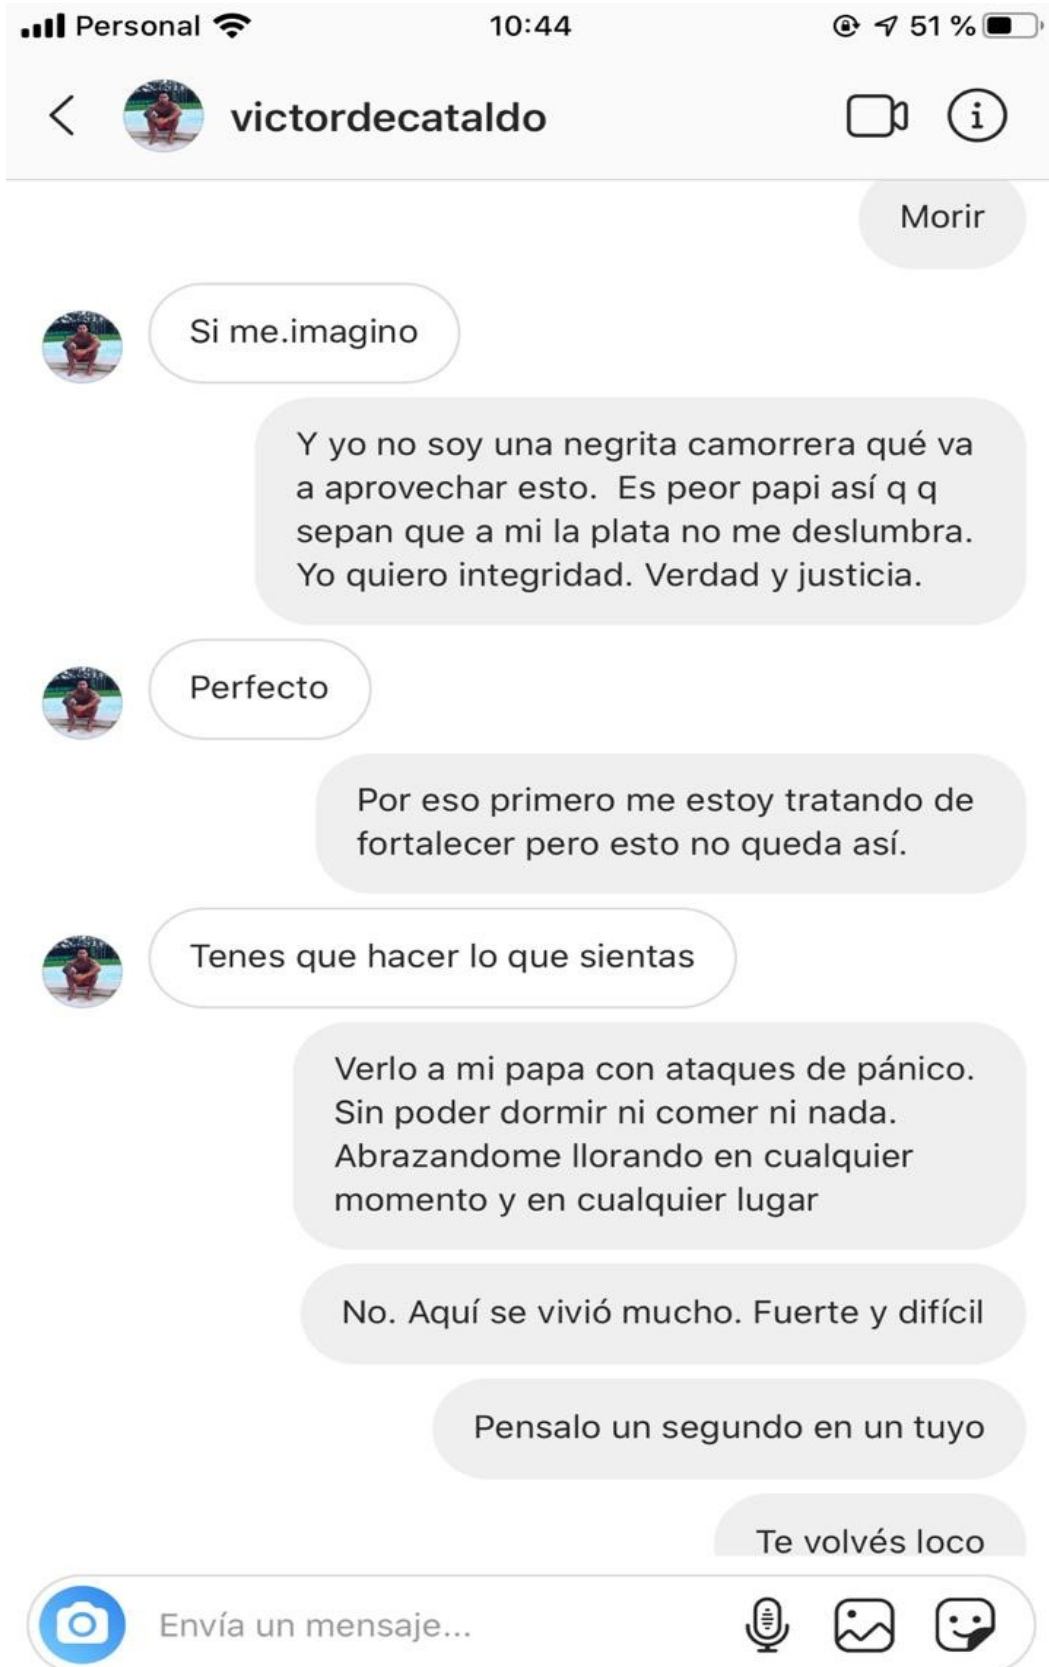 Personal 10:44 51 %
victordecataldo
Morir
Si me.imagino
Y yo no soy una negrita camorrera qué va
a aprovechar esto.  Es peor papi así q q
sepan que a mi la plata no me deslumbra.
Yo quiero integridad. Verdad y justicia.
Perfecto
Por eso primero me estoy tratando de
fortalecer pero esto no queda así.
Tenes que hacer lo que sientas
Verlo a mi papa con ataques de pánico.
Sin poder dormir ni comer ni nada.
Abrazandome llorando en cualquier
momento y en cualquier lugar
No. Aquí se vivió mucho. Fuerte y difícil
Pensalo un segundo en un tuyo
Te volvés loco
Envía un mensaje...